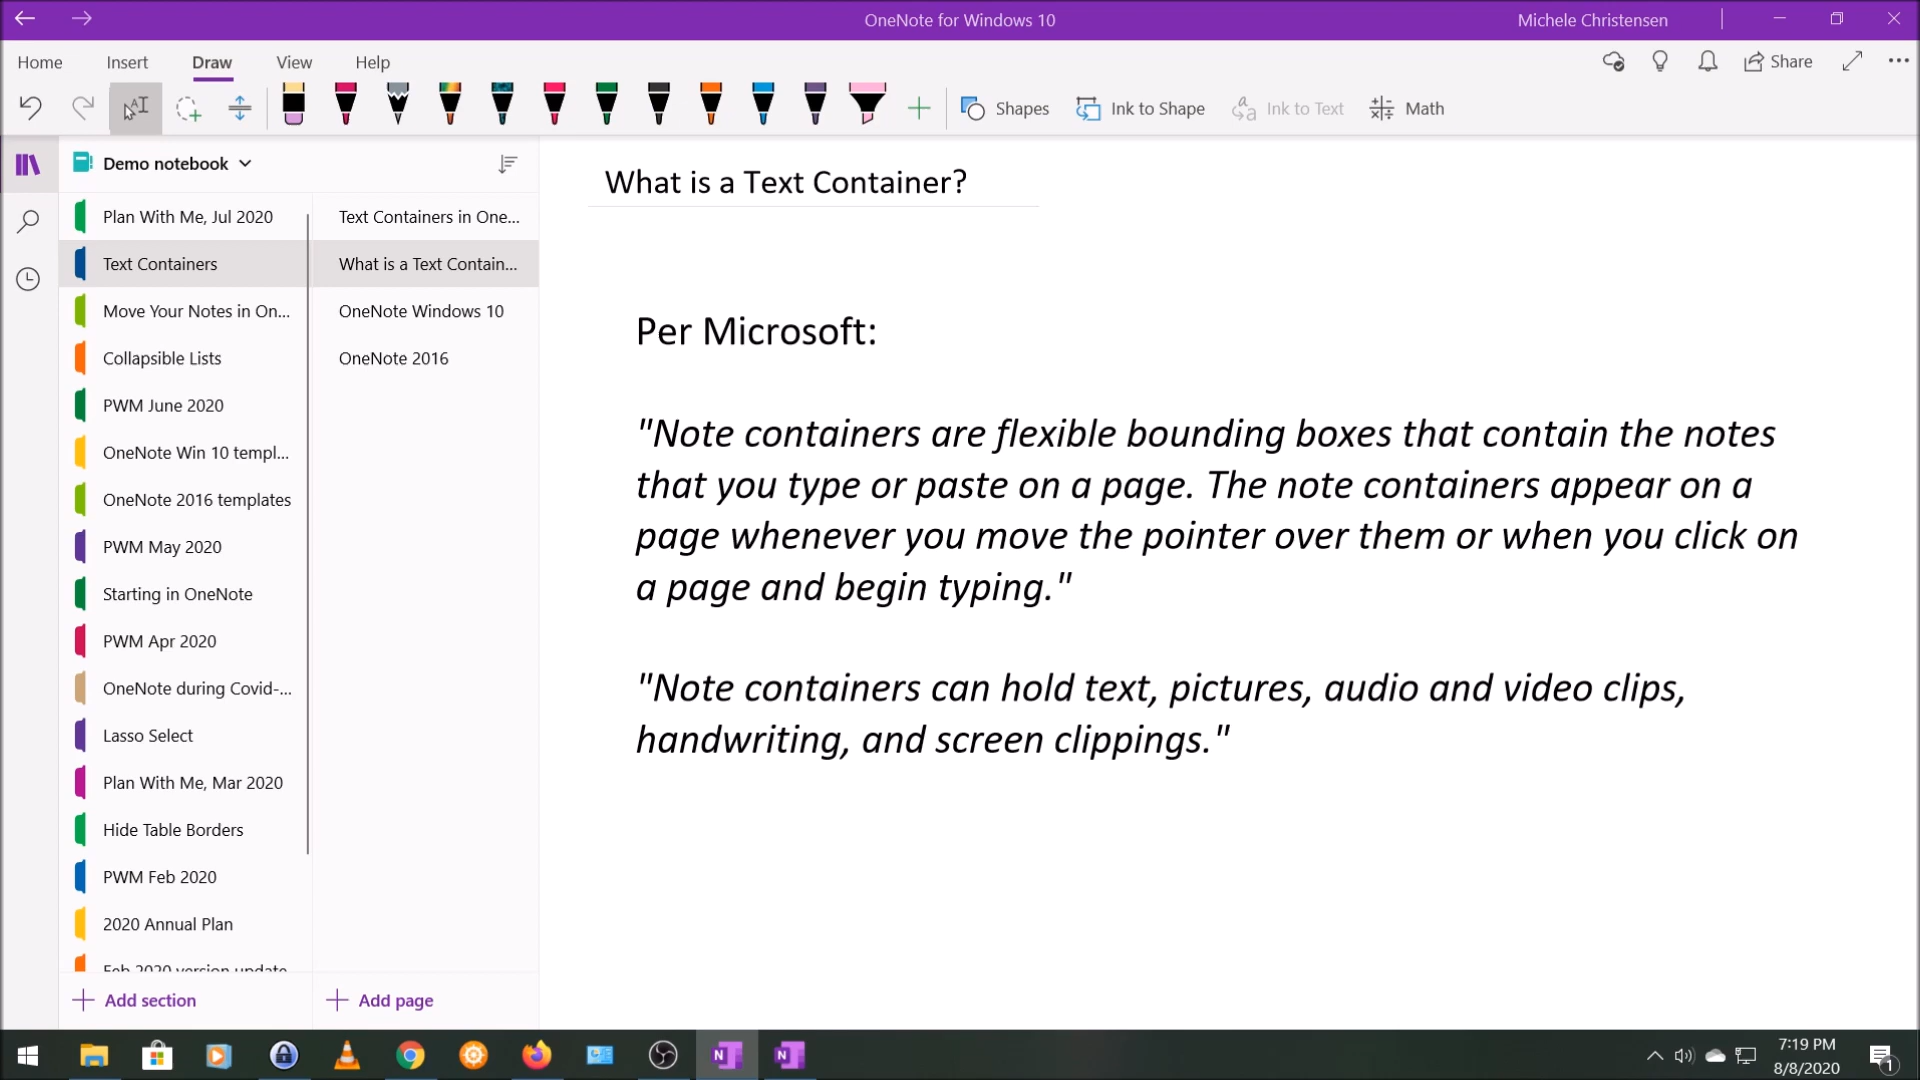 OneNote for Windows 10
Michele Christensen
Home
Insert
Draw
View
Help
Share
Shapes
Ink to Shape
Ink to Text
Math
Demo notebook
Plan With Me, Jul 2020
Text Containers
Move Your Notes in On...
Collapsible Lists
PWM June 2020
OneNote Win 10 templ...
OneNote 2016 templates
PWM May 2020
Starting in OneNote
PWM Apr 2020
OneNote during Covid-...
Lasso Select
Plan With Me, Mar 2020
Hide Table Borders
PWM Feb 2020
2020 Annual Plan
Feb 2020 version update
Add section
Text Containers in One...
What is a Text Contain...
OneNote Windows 10
OneNote 2016
Add page
What is a Text Container?
Per Microsoft:
"Note containers are flexible bounding boxes that contain the notes
that you type or paste on a page. The note containers appear on a
page whenever you move the pointer over them or when you click on
a page and begin typing."
"Note containers can hold text, pictures, audio and video clips,
handwriting, and screen clippings."
7:19 PM
8/8/2020
1